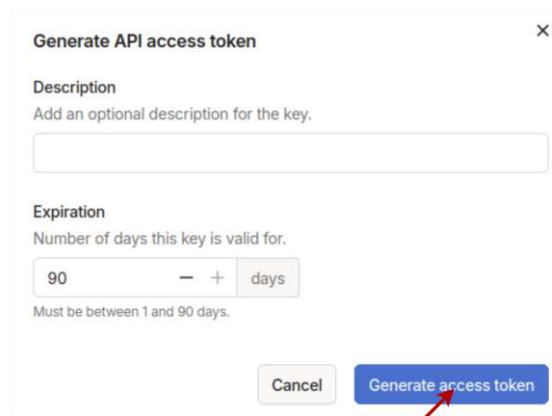 Generate API access token
Description
Add an optional description for the key.
Expiration
Number of days this key is valid for.
90 days
Must be between 1 and 90 days.
Cancel Generate access token